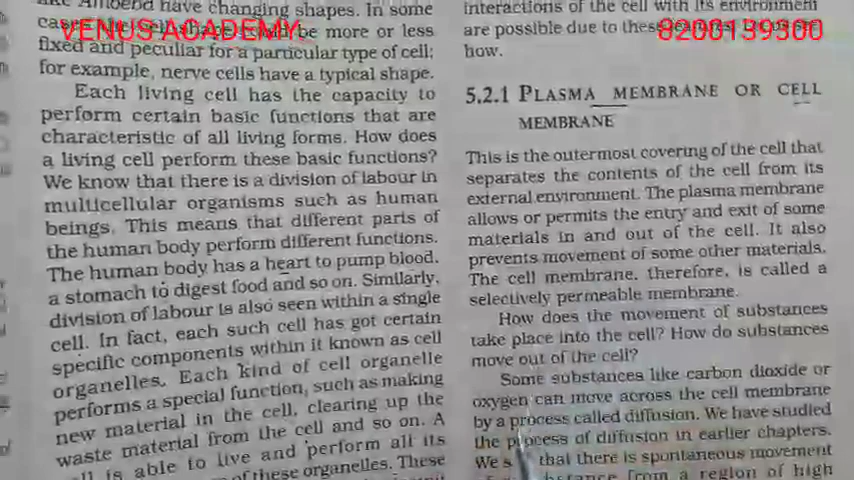 like Amoeba have changing shapes. In some
cases
be more or less
fixed and peculiar for a particular type of cell;
for example, nerve cells have a typical shape.
Each living cell has the capacity to
perform certain basic functions that are
characteristic of all living forms. How does
a living cell perform these basic functions?
We know that there is a division of labour in
multicellular organisms such as human
beings. This means that different parts of
the human body perform different functions.
The human body has a heart to pump blood,
a stomach to digest food and so on. Similarly,
division of labour is also seen within a single
cell. In fact, each such cell has got certain
specific components within it known as cell
organelles. Each kind of cell organelle
performs a special function, such as making
new material in the cell, clearing up the
waste material from the cell and so on. A
is able to live and perform all its
of these organelles. These
VENUS ACADEMY
8200139300
interactions of the cell with its environment
are possible due to these
how.
5.2.1 PLASMA MEMBRANE OR CELL
MEMBRANE
This is the outermost covering of the cell that
separates the contents of the cell from its
external environment. The plasma membrane
allows or permits the entry and exit of some
materials in and out of the cell. It also
prevents movement of some other materials.
The cell membrane, therefore, is called a
selectively permeable membrane.
How does the movement of substances
take place into the cell? How do substances
move out of the cell?
Some substances like carbon dioxide or
oxygen can move across the cell membrane
by a process called diffusion. We have studied
the process of diffusion in earlier chapters.
We that there is spontaneous movement
from a region of high